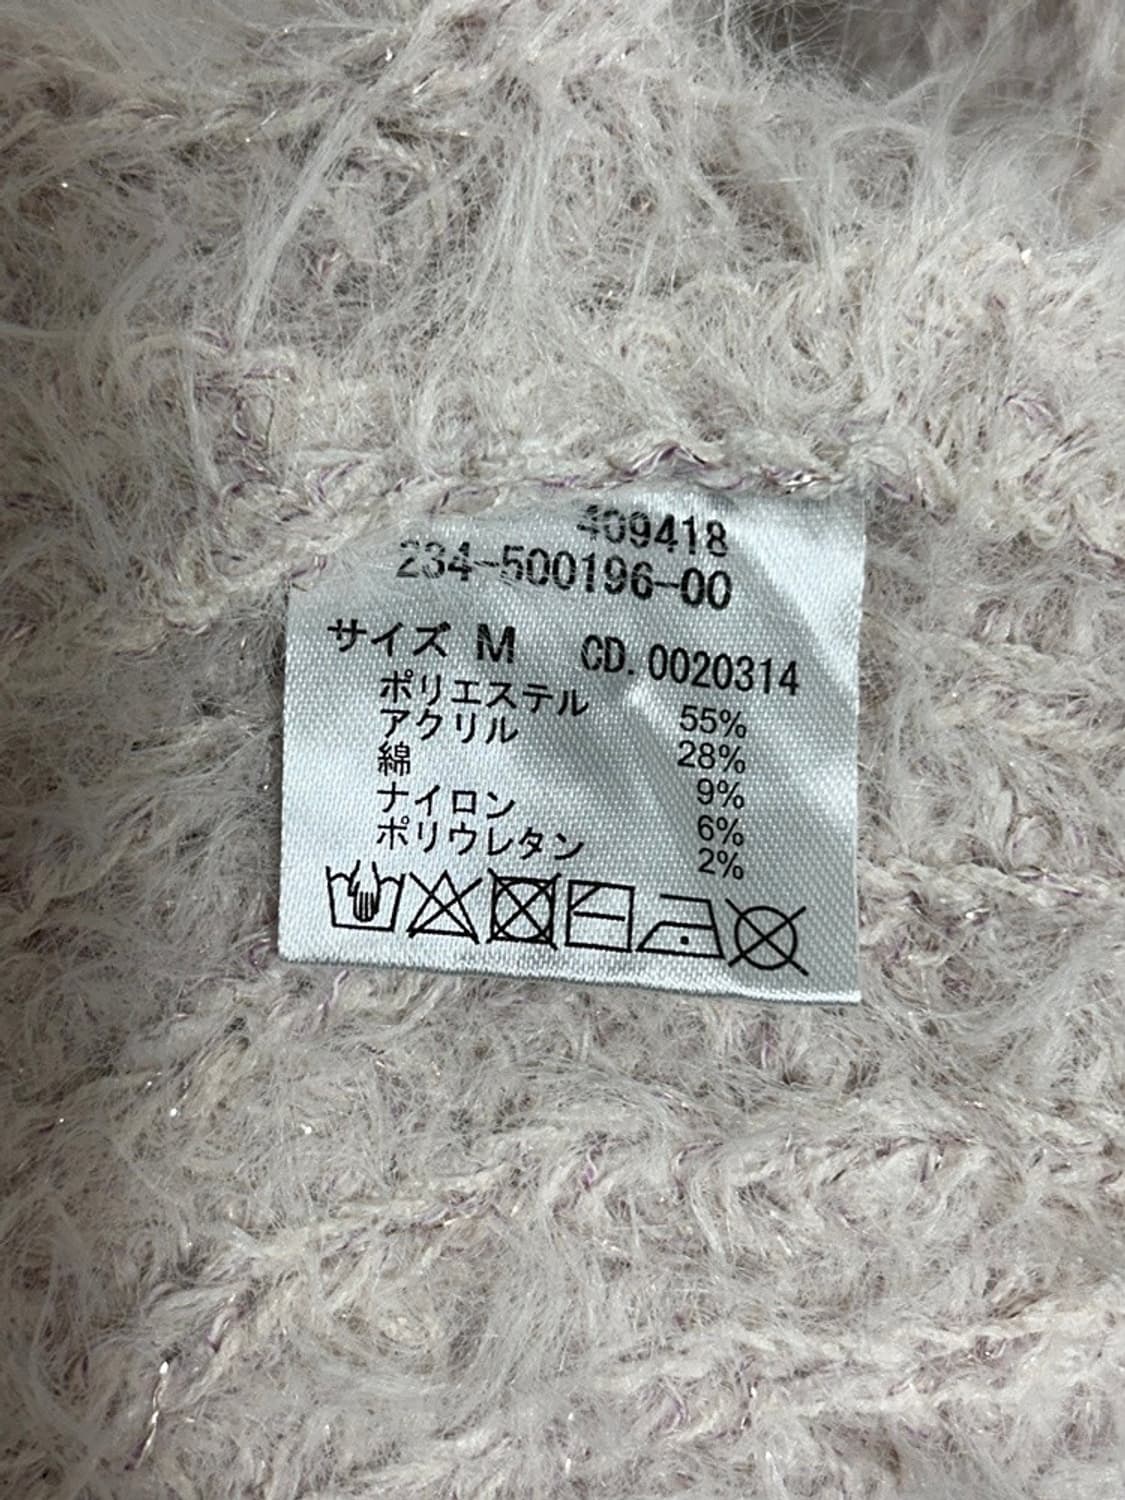 409418
234-500196-00
サイズ M CD.0020314
ポリエステル 55%
アクリル 28%
綿 9%
ナイロン 6%
ポリウレタン 2%